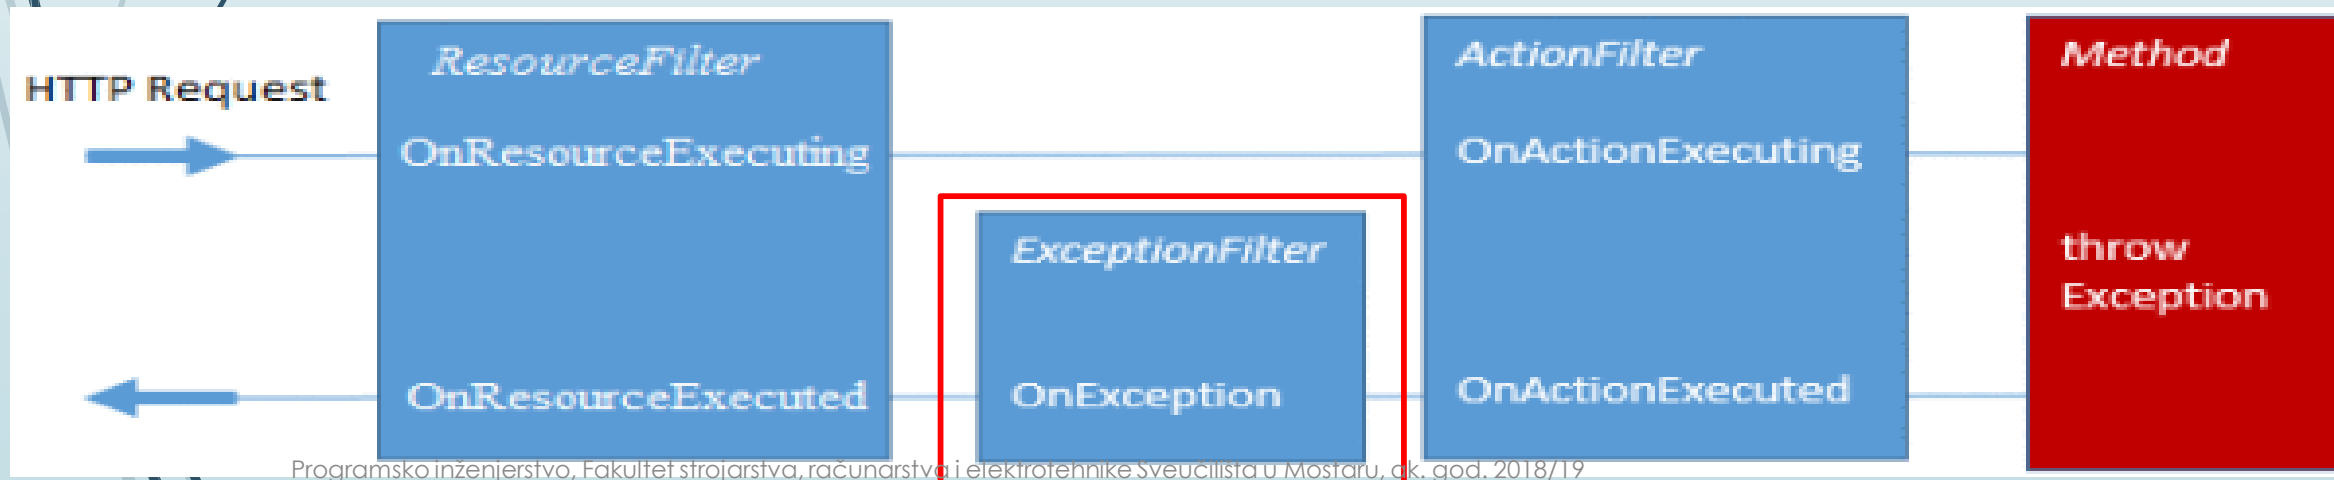 HTTP Request
ResourceFilter
OnResourceExecuting
OnResourceExecuted
ExceptionFilter
OnException
ActionFilter
OnActionExecuting
OnActionExecuted
Method
throw
Exception
Programsko inženjerstvo, Fakultet strojarstva, računarstva i elektrotehnike Sveučilišta u Mostaru, ak. god. 2018/19